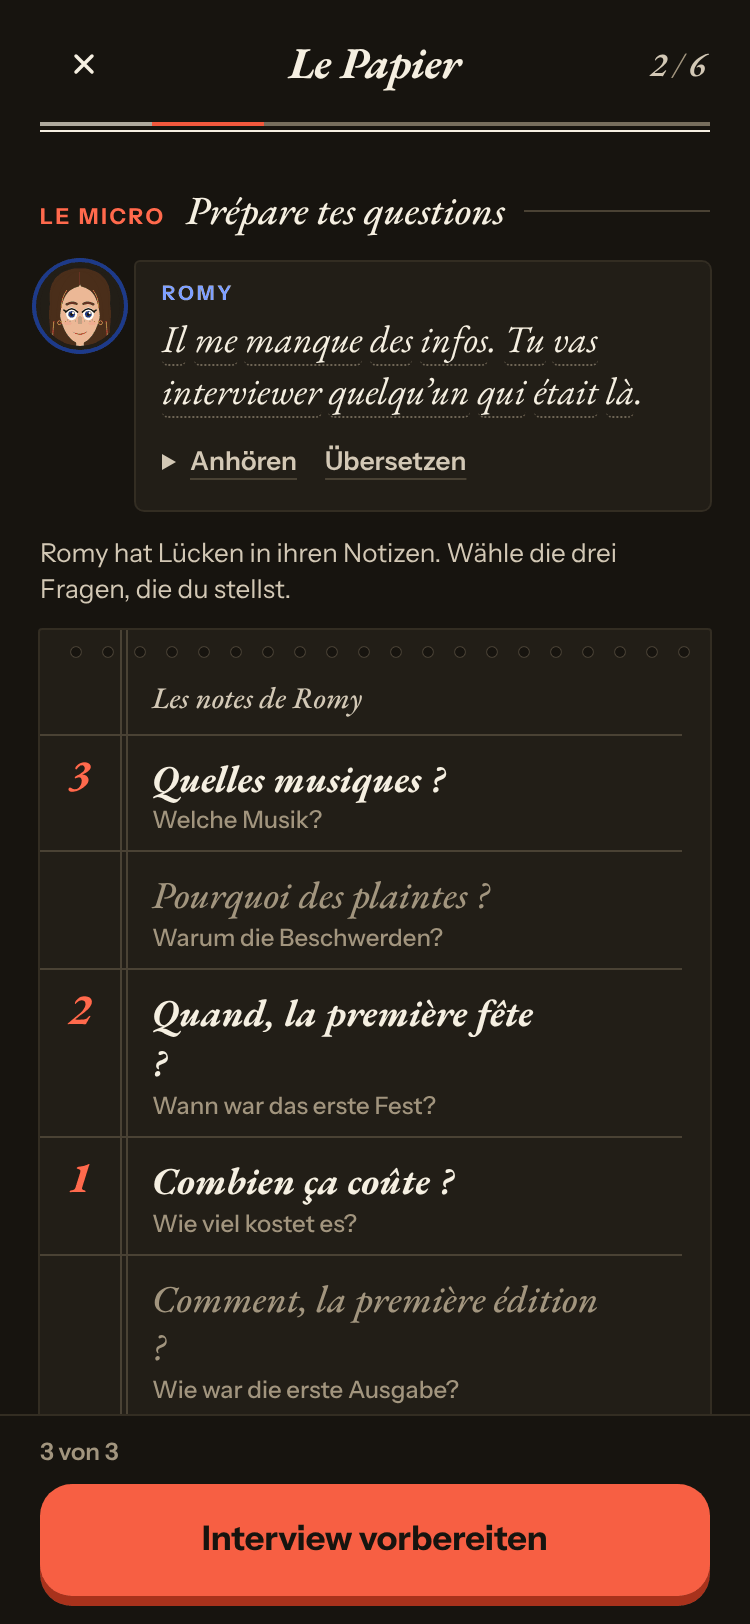 ×
Le Papier
2/6
LE MICRO Prépare tes questions
ROMY
Il me manque des infos. Tu vas
interviewer quelqu'un qui était là.
Anhören Übersetzen
Romy hat Lücken in ihren Notizen. Wähle die drei
Fragen, die du stellst.
Les notes de Romy
3 Quelles musiques ?
Welche Musik?
Pourquoi des plaintes ?
Warum die Beschwerden?
2 Quand, la première fête
?
Wann war das erste Fest?
1 Combien ça coûte ?
Wie viel kostet es?
Comment, la première édition
?
Wie war die erste Ausgabe?
3 von 3
Interview vorbereiten